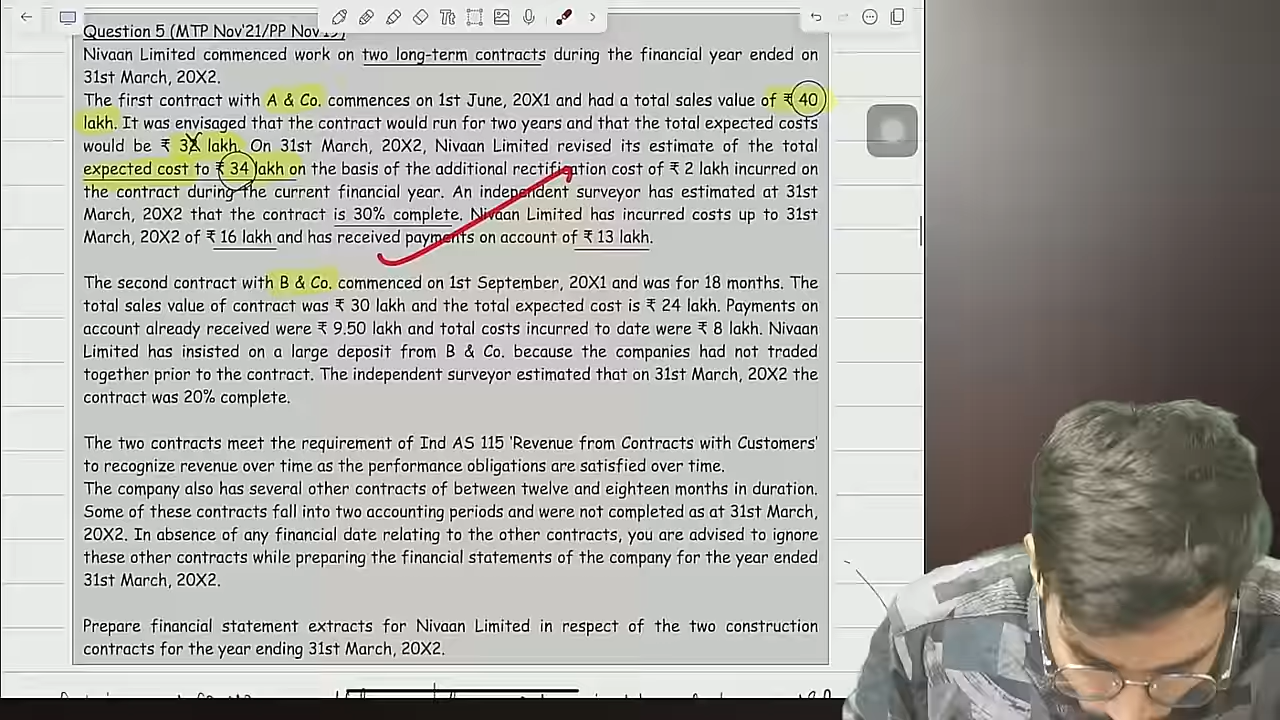 Question 5 (MTP Nov'21/PP Nov'19)
Nivaan Limited commenced work on two long-term contracts during the financial year ended on
31st March, 20X2.
The first contract with A & Co. commences on 1st June, 20X1 and had a total sales value of ₹ 40
lakh. It was envisaged that the contract would run for two years and that the total expected costs
would be ₹ 32 lakh. On 31st March, 20X2, Nivaan Limited revised its estimate of the total
expected cost to ₹ 34 lakh on the basis of the additional rectification cost of ₹ 2 lakh incurred on
the contract during the current financial year. An independent surveyor has estimated at 31st
March, 20X2 that the contract is 30% complete. Nivaan Limited has incurred costs up to 31st
March, 20X2 of ₹ 16 lakh and has received payments on account of ₹ 13 lakh.
The second contract with B & Co. commenced on 1st September, 20X1 and was for 18 months. The
total sales value of contract was ₹ 30 lakh and the total expected cost is ₹ 24 lakh. Payments on
account already received were ₹ 9.50 lakh and total costs incurred to date were ₹ 8 lakh. Nivaan
Limited has insisted on a large deposit from B & Co. because the companies had not traded
together prior to the contract. The independent surveyor estimated that on 31st March, 20X2 the
contract was 20% complete.
The two contracts meet the requirement of Ind AS 115 'Revenue from Contracts with Customers'
to recognize revenue over time as the performance obligations are satisfied over time.
The company also has several other contracts of between twelve and eighteen months in duration.
Some of these contracts fall into two accounting periods and were not completed as at 31st March,
20X2. In absence of any financial date relating to the other contracts, you are advised to ignore
these other contracts while preparing the financial statements of the company for the year ended
31st March, 20X2.
Prepare financial statement extracts for Nivaan Limited in respect of the two construction
contracts for the year ending 31st March, 20X2.